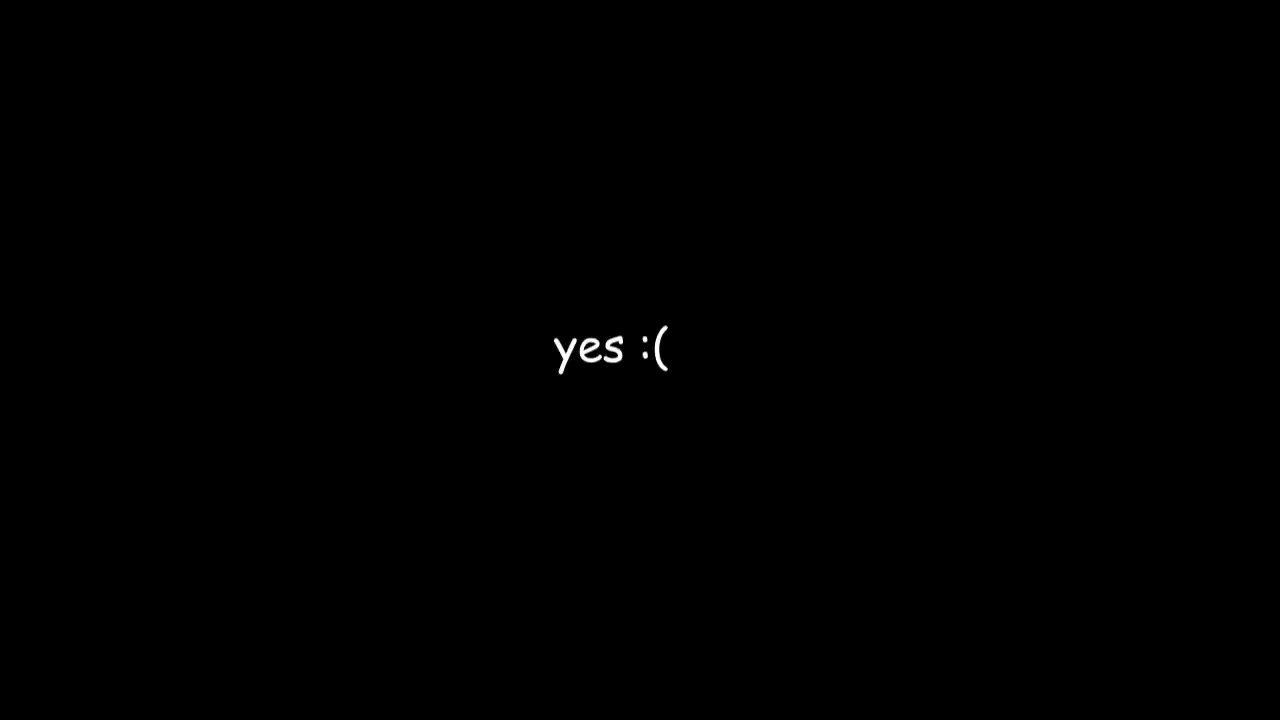 yes :(